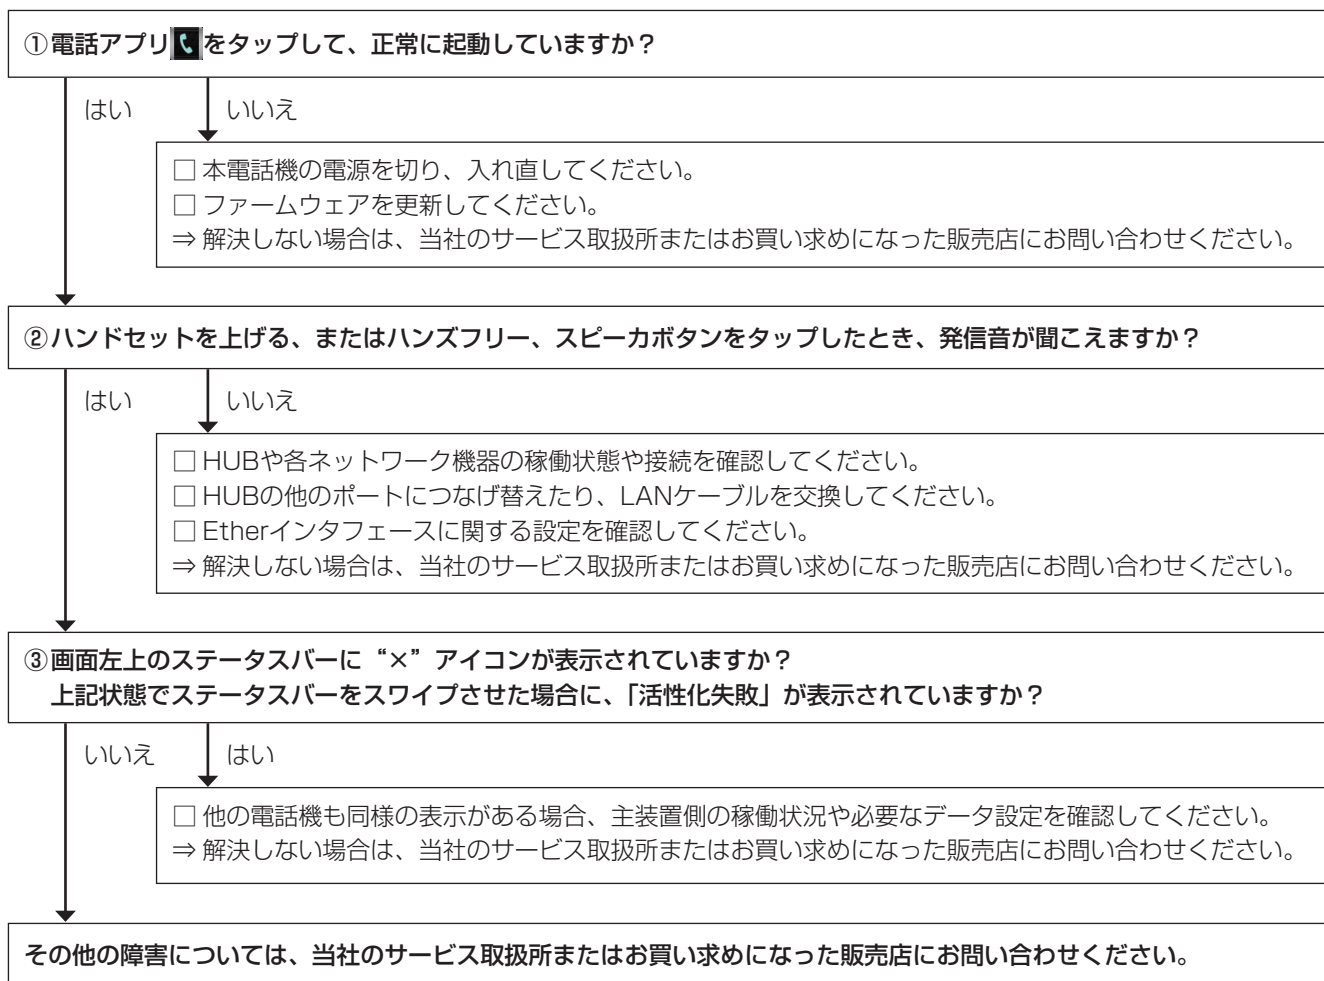 ①電話アプリをタップして、正常に起動していますか？
はい いいえ
□ 本電話機の電源を切り、入れ直してください。
□ ファームウェアを更新してください。
⇒ 解決しない場合は、当社のサービス取扱所またはお買い求めになった販売店にお問い合わせください。
②ハンドセットを上げる、またはハンズフリー、スピーカボタンをタップしたとき、発信音が聞こえますか？
はい いいえ
□ HUBや各ネットワーク機器の稼働状態や接続を確認してください。
□ HUBの他のポートにつなげ替えたり、LANケーブルを交換してください。
□ Etherインタフェースに関する設定を確認してください。
⇒ 解決しない場合は、当社のサービス取扱所またはお買い求めになった販売店にお問い合わせください。
③画面左上のステータスバーに“×”アイコンが表示されていますか？
上記状態でステータスバーをスワイプさせた場合に、「活性化失敗」が表示されていますか？
いいえ はい
□ 他の電話機も同様の表示がある場合、主装置側の稼働状況や必要なデータ設定を確認してください。
⇒ 解決しない場合は、当社のサービス取扱所またはお買い求めになった販売店にお問い合わせください。
その他の障害については、当社のサービス取扱所またはお買い求めになった販売店にお問い合わせください。